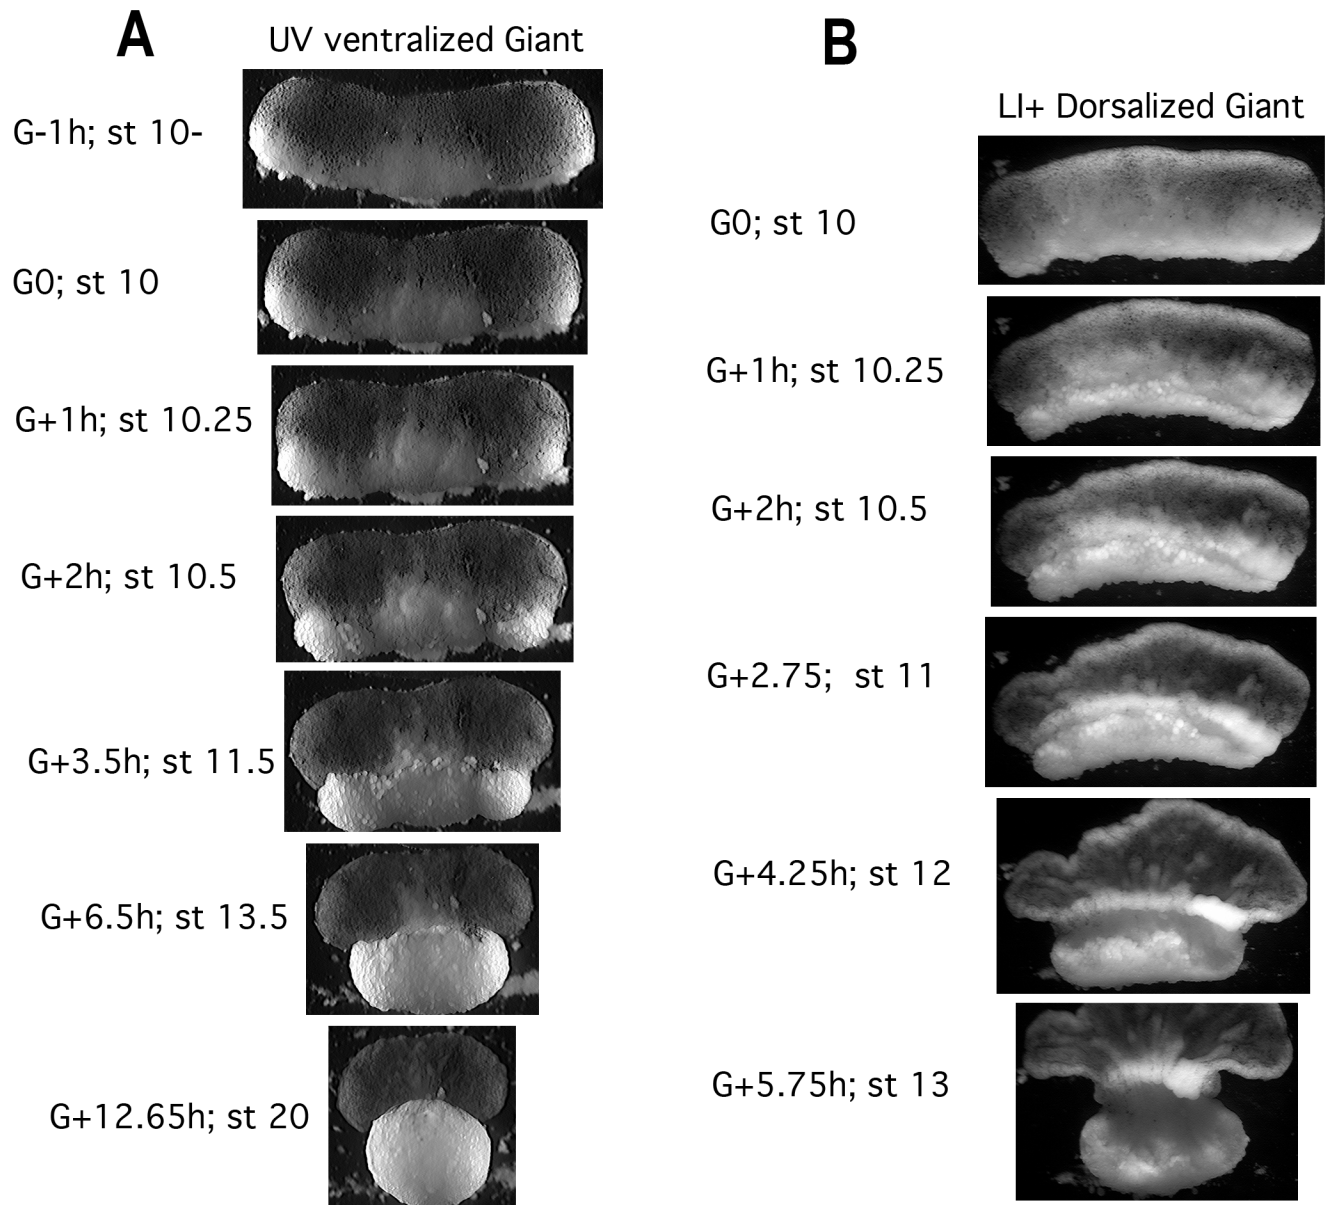 A
UV ventralized Giant
G-1h; st 10-
G0; st 10
G+1h; st 10.25
G+2h; st 10.5
G+3.5h; st 11.5
G+6.5h; st 13.5
G+12.65h; st 20
B
LI+ Dorsalized Giant
G0; st 10
G+1h; st 10.25
G+2h; st 10.5
G+2.75;  st 11
G+4.25h; st 12
G+5.75h; st 13